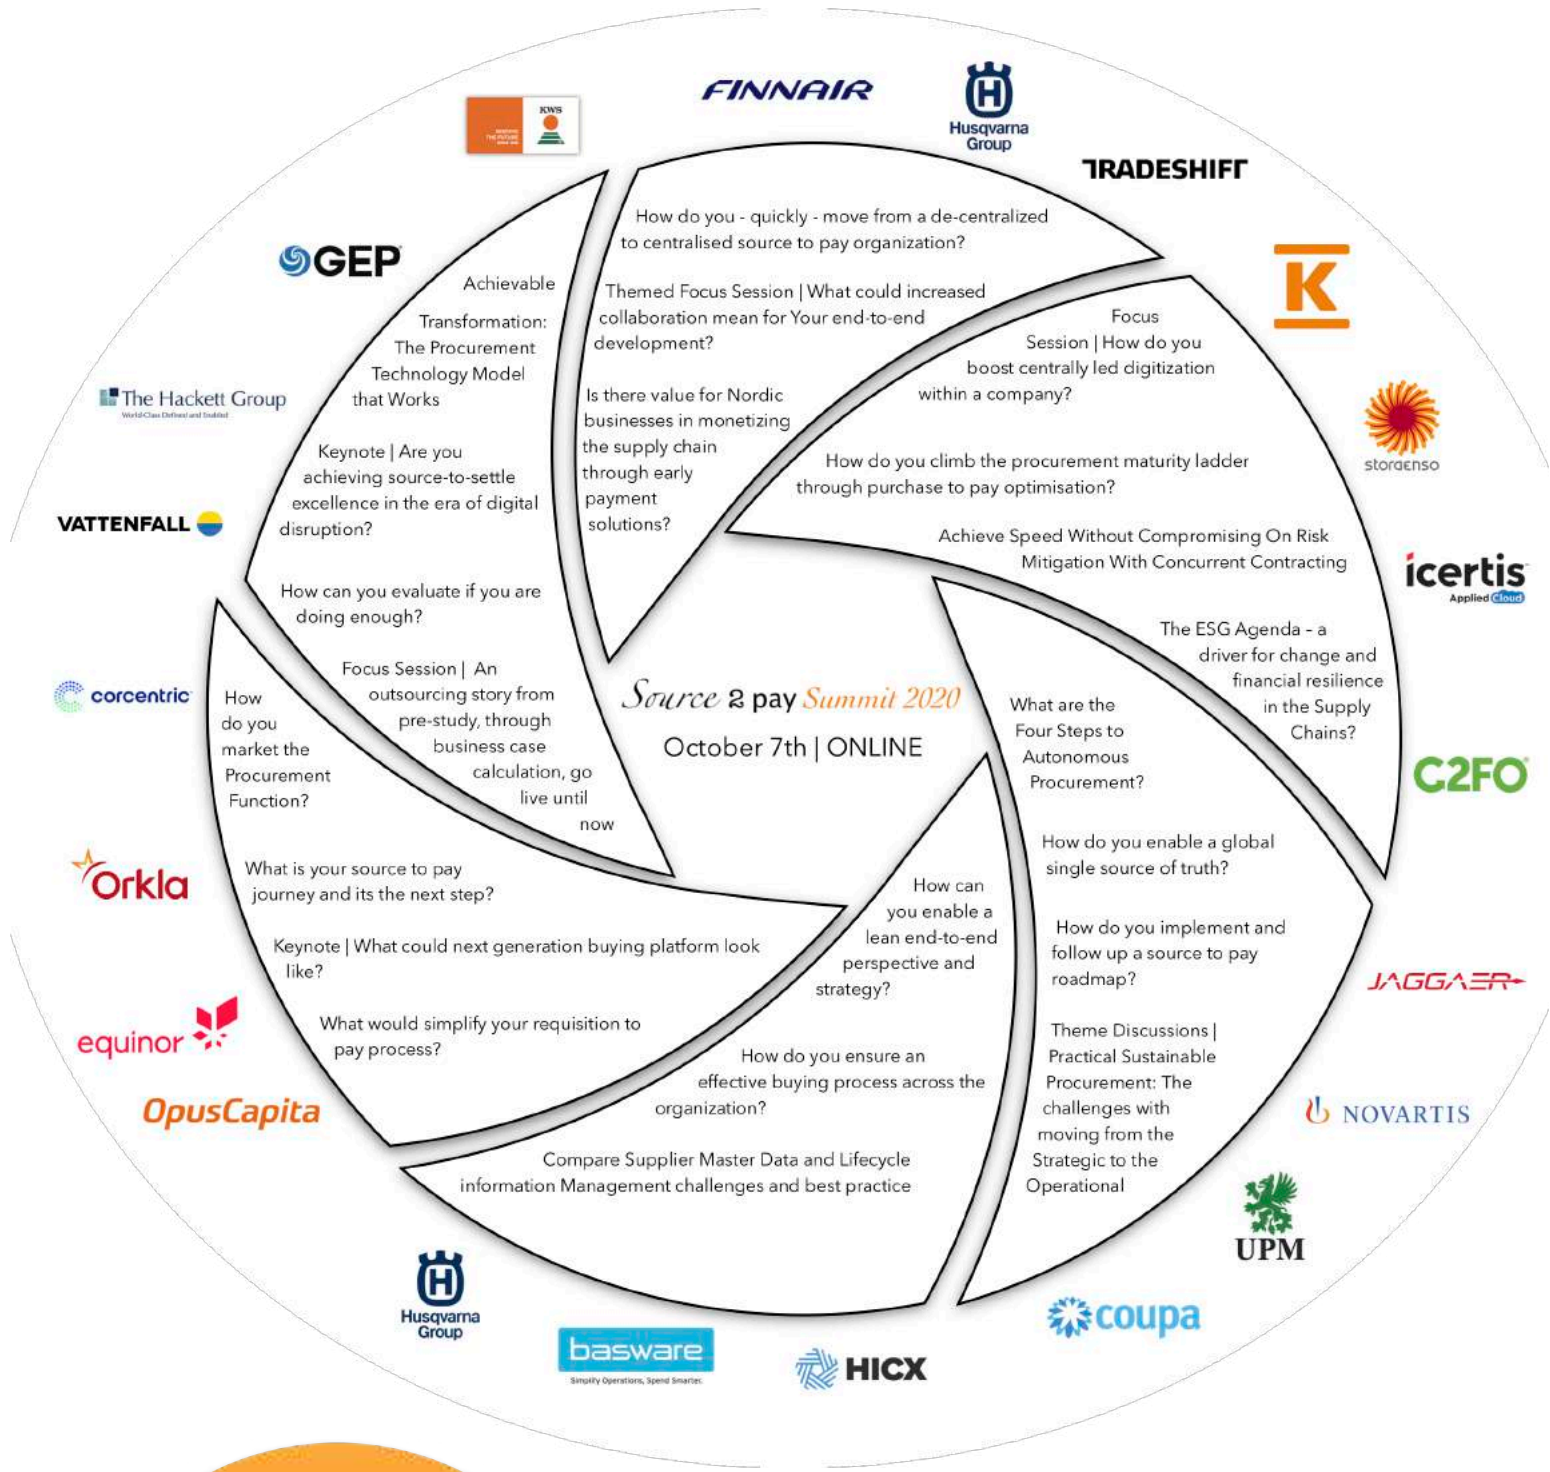 KWS
FINNAIR
Husqvarna
Group
TRADESHIFT
K
storaenso
icertis
Applied Cloud
C2FO
JAGGAER
NOVARTIS
UPM
coupa
HICX
basware
Simplify Operations, Spend Smarter.
Husqvarna
Group
OpusCapita
equinor
Orkla
corcentric
VATTENFALL
The Hackett Group
World-Class Defined and Enabled
GEP
How do you - quickly - move from a de-centralized
to centralised source to pay organization?
Themed Focus Session | What could increased
collaboration mean for Your end-to-end
development?
Is there value for Nordic
businesses in monetizing
the supply chain
through early
payment
solutions?
Focus
Session | How do you
boost centrally led digitization
within a company?
How do you climb the procurement maturity ladder
through purchase to pay optimisation?
Achieve Speed Without Compromising On Risk
Mitigation With Concurrent Contracting
The ESG Agenda - a
driver for change and
financial resilience
in the Supply
Chains?
What are the
Four Steps to
Autonomous
Procurement?
How do you enable a global
single source of truth?
How do you implement and
follow up a source to pay
roadmap?
Theme Discussions |
Practical Sustainable
Procurement: The
challenges with
moving from the
Strategic to the
Operational
How can
you enable a
lean end-to-end
perspective and
strategy?
How do you ensure an
effective buying process across the
organization?
Compare Supplier Master Data and Lifecycle
information Management challenges and best practice
How
do you
market the
Procurement
Function?
What is your source to pay
journey and its the next step?
Keynote | What could next generation buying platform look
like?
What would simplify your requisition to
pay process?
Achievable
Transformation:
The Procurement
Technology Model
that Works
Keynote | Are you
achieving source-to-settle
excellence in the era of digital
disruption?
How can you evaluate if you are
doing enough?
Focus Session | An
outsourcing story from
pre-study, through
business case
calculation, go
live until
now
Source 2 pay Summit 2020
October 7th | ONLINE